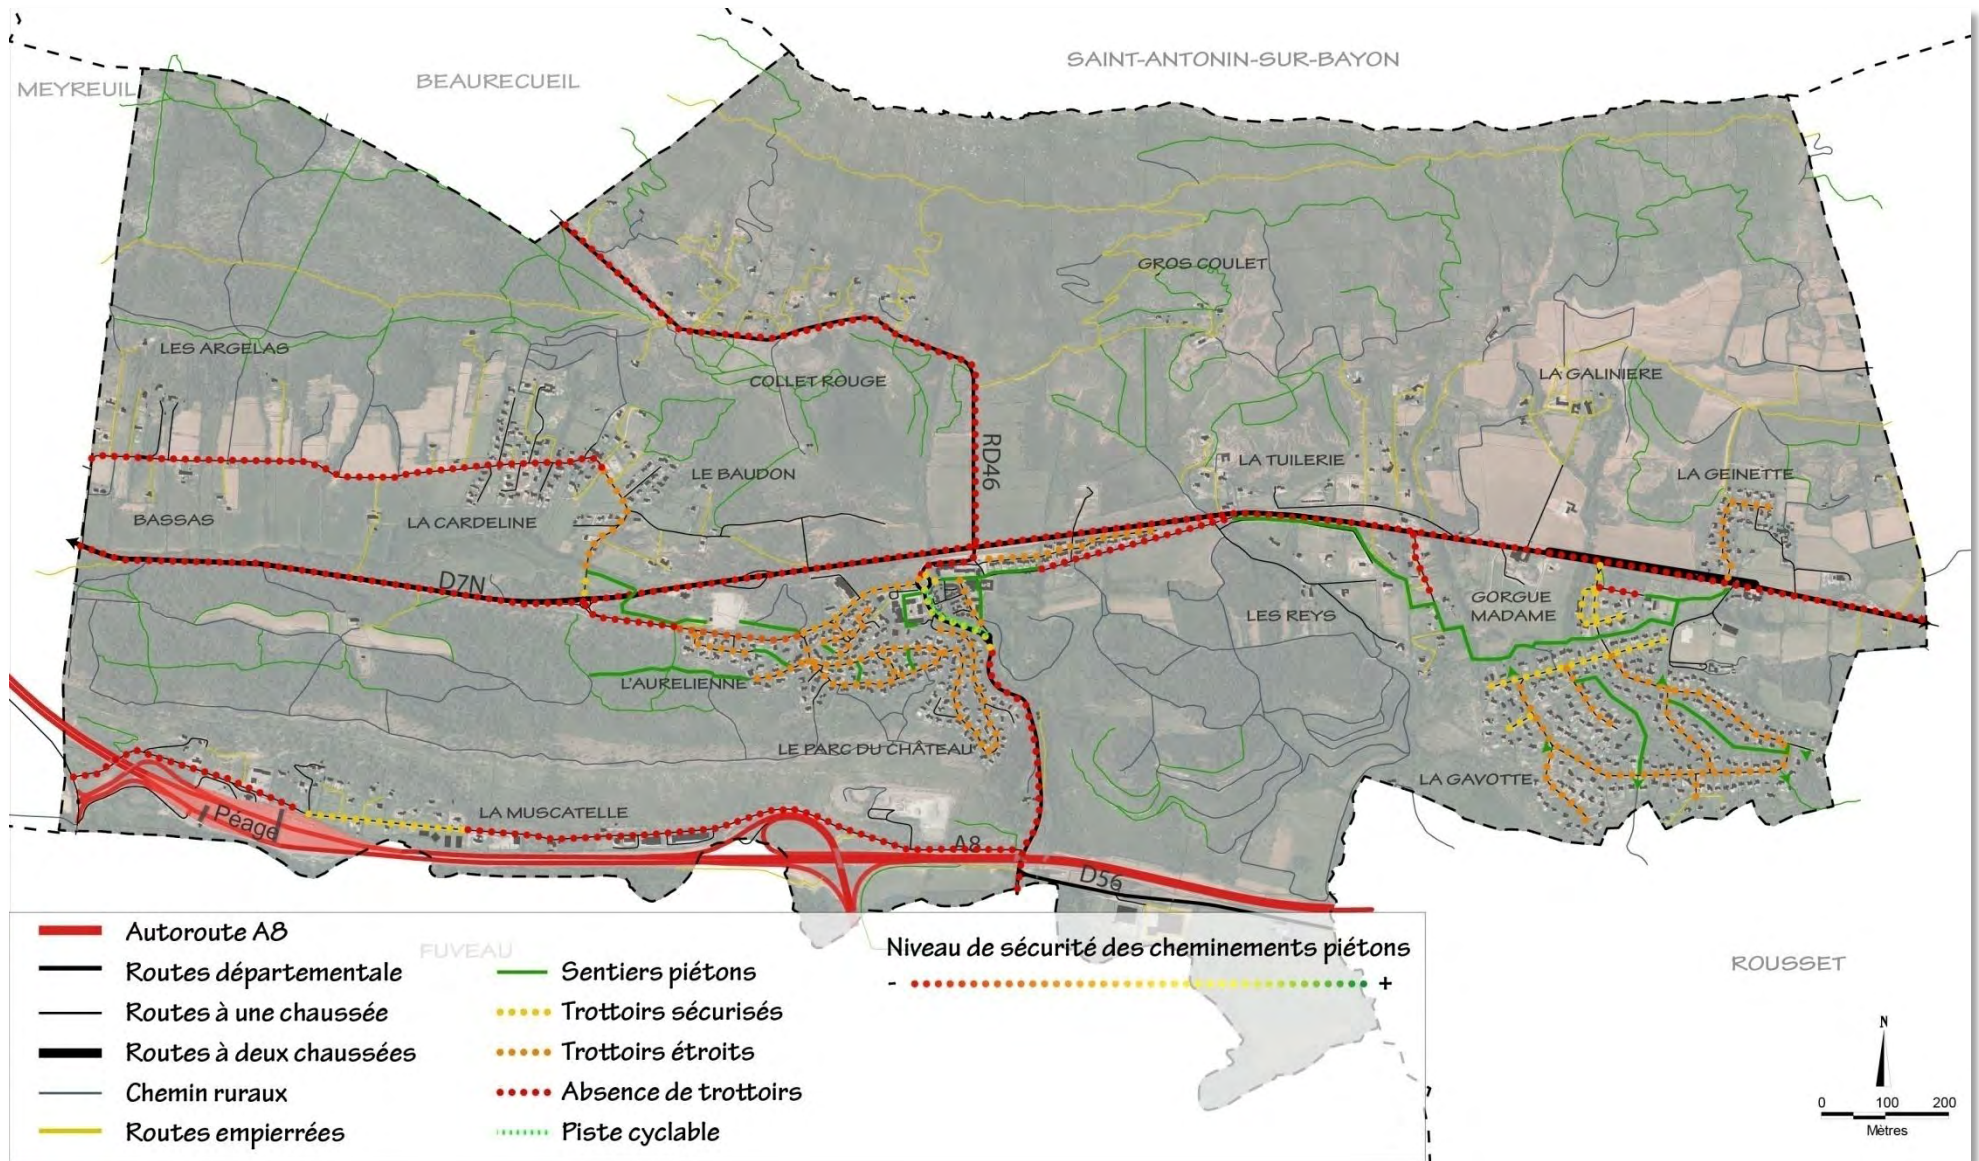 SAINT-ANTONIN-SUR-BAYON
BEAURECUEIL
MEYREUIL
GROS COULET
LES ARGELAS
COLLET ROUGE
LA GALINIERE
RD46
LE BAUDON
LA TUILERIE
LA GEINETTE
BASSAS
LA CARDELINE
D7N
GORGUE
MADAME
LES REYS
L'AURELIENNE
LE PARC DU CHÂTEAU
LA GAVOTTE
LA MUSCATELLE
Péage
A8
D56
FUVEAU
ROUSSET
Autoroute A8
Routes départementale
Routes à une chaussée
Routes à deux chaussées
Chemin ruraux
Routes empierrées
Sentiers piétons
Trottoirs sécurisés
Trottoirs étroits
Absence de trottoirs
Piste cyclable
Niveau de sécurité des cheminements piétons
- +
N
0 100 200
Mètres